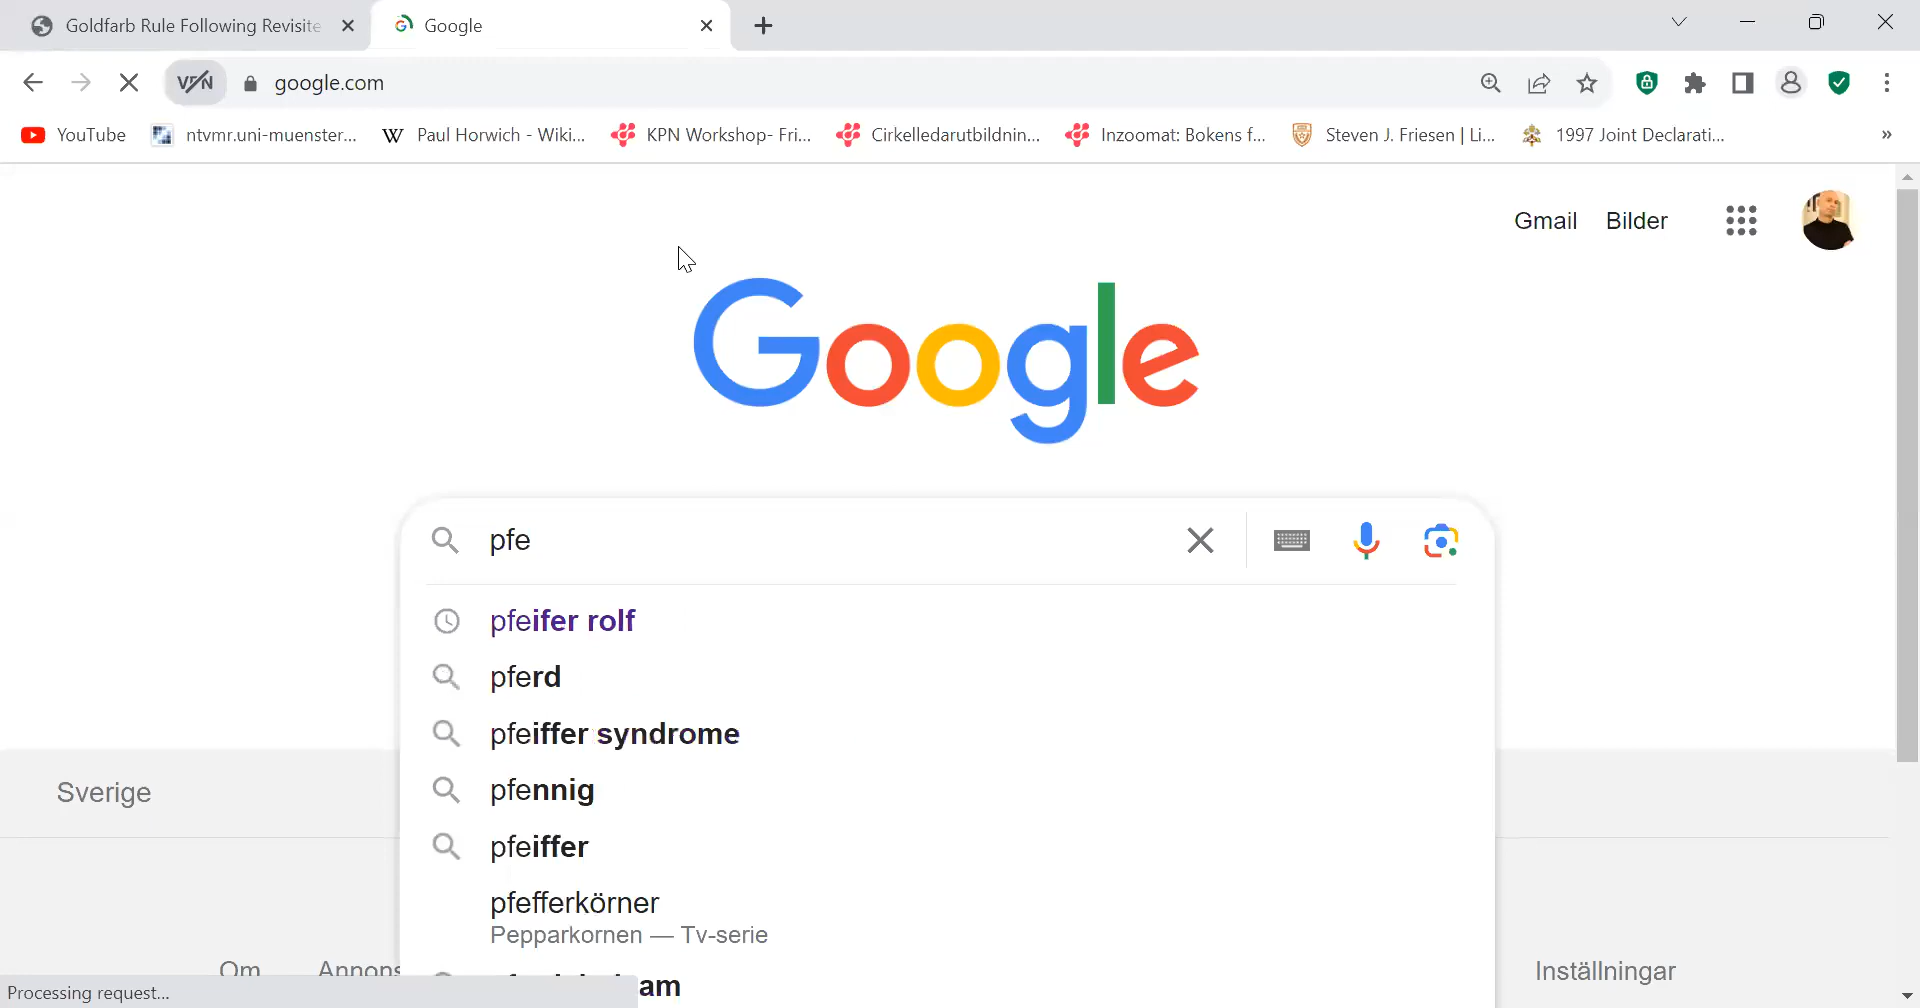 Goldfarb Rule Following Revisite
Google
VPN
google.com
YouTube
ntvmr.uni-muenster...
W Paul Horwich - Wiki...
KPN Workshop- Fri...
Cirkelledarutbildnin...
Inzoomat: Bokens f...
Steven J. Friesen | Li...
1997 Joint Declarati...
»
Gmail
Bilder
Google
pfe
pfeifer rolf
pferd
pfeiffer syndrome
pfennig
pfeiffer
pfefferkörner
Pepparkornen — Tv-serie
am
Sverige
Om
Annons
Inställningar
Processing request...